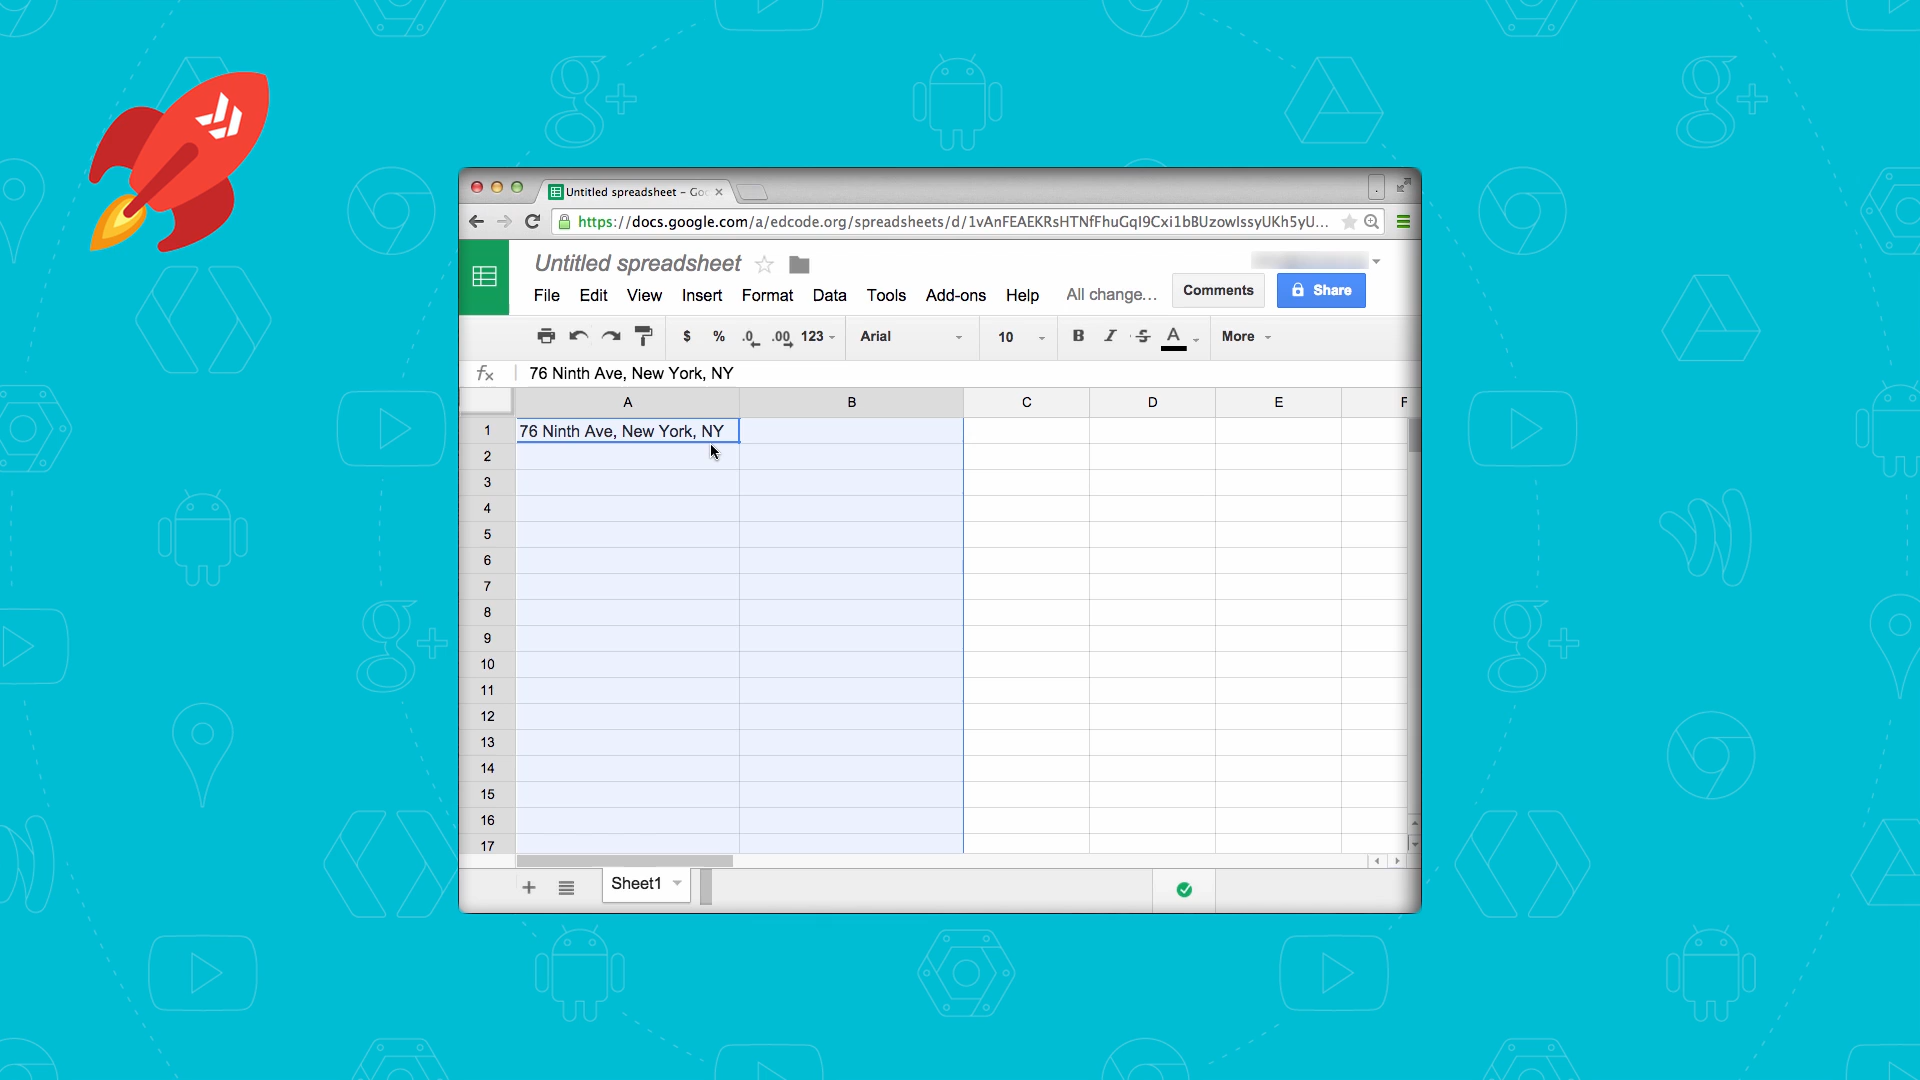 Untitled spreadsheet - Goo
https://docs.google.com/a/edcode.org/spreadsheets/d/1vAnFEAEKRsHTNfFhuGqI9Cxi1bBUzowIssyUKh5yU...
Untitled spreadsheet
File Edit View Insert Format Data Tools Add-ons Help All change... Comments Share
$ % .0 .00 123 Arial 10 B I S A More
fx 76 Ninth Ave, New York, NY
A B C D E F
1 76 Ninth Ave, New York, NY
2
3
4
5
6
7
8
9
10
11
12
13
14
15
16
17
Sheet1